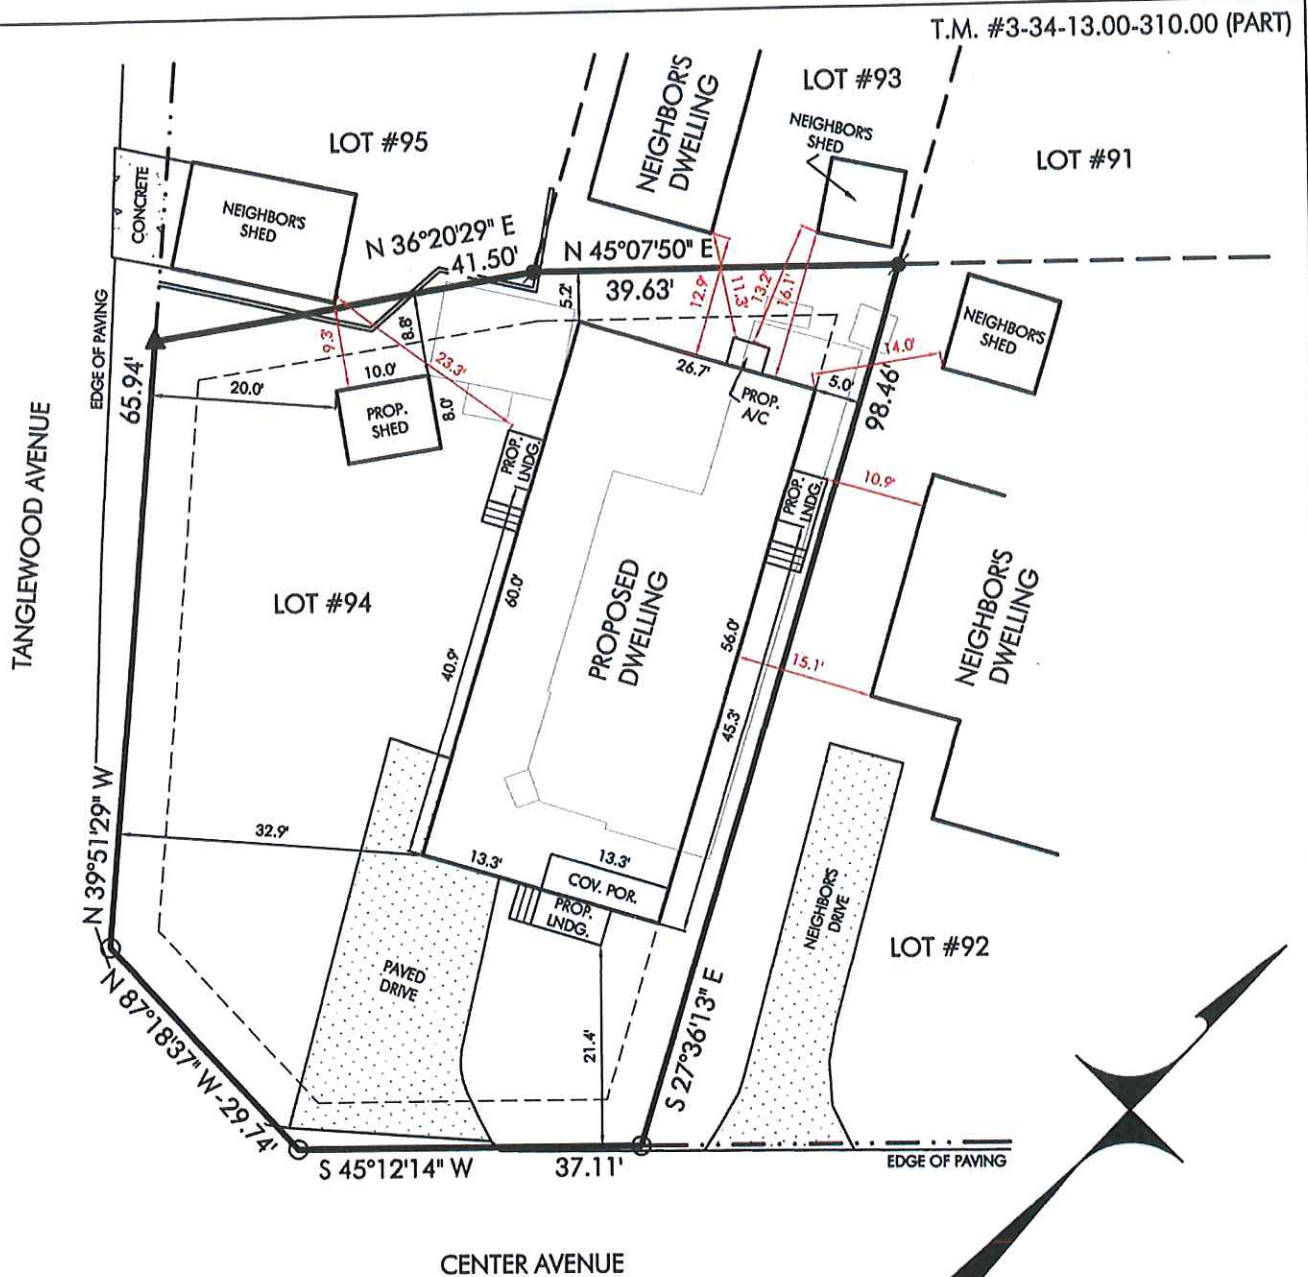 T.M. #3-34-13.00-310.00 (PART)
LOT #95
NEIGHBOR'S
DWELLING
LOT #93
NEIGHBOR'S
SHED
LOT #91
CONCRETE
NEIGHBOR'S
SHED
N 36°20'29" E
41.50'
N 45°07'50" E
39.63'
5.2'
12.9'
11.3'
13.2'
16.1'
NEIGHBOR'S
SHED
EDGE OF PAVING
65.94'
9.3'
8.8'
23.3'
10.0'
20.0'
8.0'
PROP.
SHED
26.7'
PROP.
A/C
5.0'
14.0'
98.46'
TANGLEWOOD AVENUE
PROP.
LNDG.
PROP.
LNDG.
10.9'
LOT #94
60.0'
PROPOSED
DWELLING
56.0'
NEIGHBOR'S
DWELLING
40.9'
15.1'
45.3'
N 39°51'29" W
32.9'
13.3'
13.3'
COV. POR.
PROP.
LNDG.
NEIGHBOR'S
DRIVE
LOT #92
PAVED
DRIVE
N 87°18'37" W-29.74'
21.4'
S 27°36'13" E
S 45°12'14" W
37.11'
EDGE OF PAVING
CENTER AVENUE